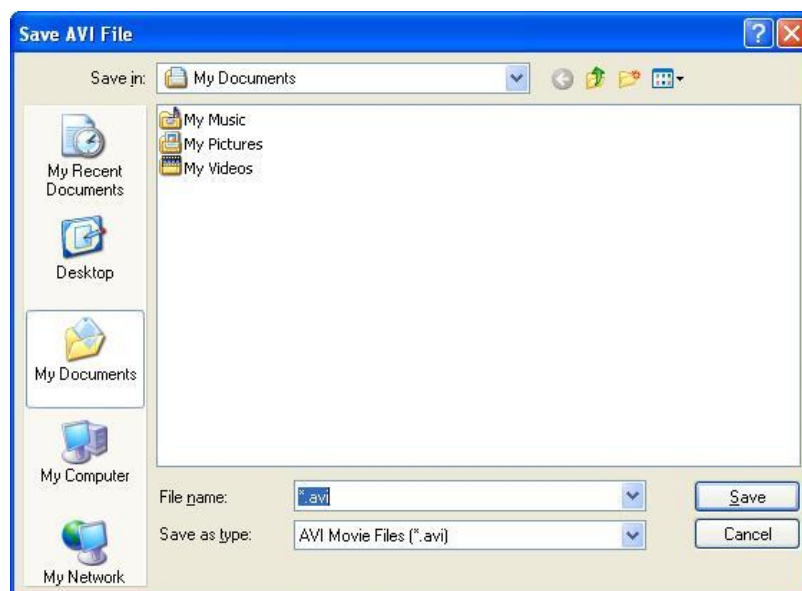 Save AVI File
Save in:
My Documents
My Recent
Documents
Desktop
My Documents
My Computer
My Network
My Music
My Pictures
My Videos
File name:
*.avi
Save
Save as type:
AVI Movie Files (*.avi)
Cancel